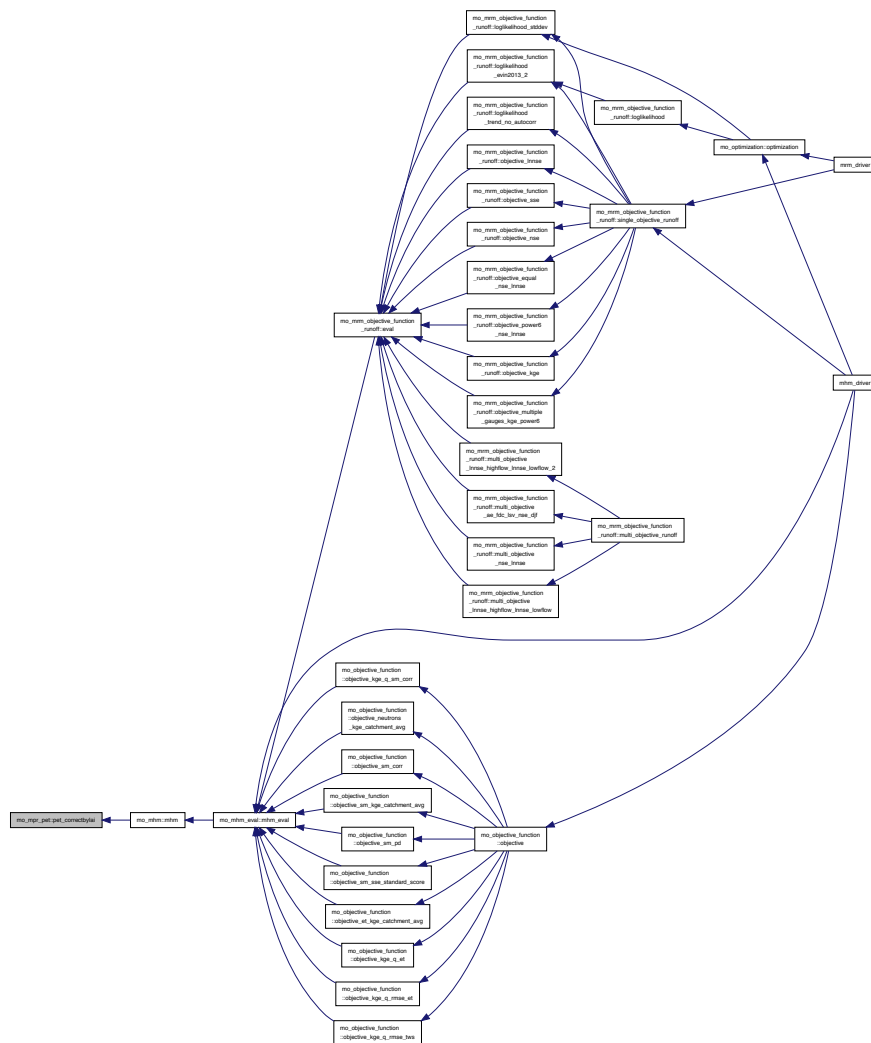 mo_mrm_objective_function
_runoff::loglikelihood_stddev
mo_mrm_objective_function
_runoff::loglikelihood
_evin2013_2
mo_mrm_objective_function
_runoff::loglikelihood
_trend_no_autocorr
mo_mrm_objective_function
_runoff::loglikelihood
mo_optimization::optimization
mrm_driver
mo_mrm_objective_function
_runoff::objective_lnnse
mo_mrm_objective_function
_runoff::objective_sse
mo_mrm_objective_function
_runoff::single_objective_runoff
mo_mrm_objective_function
_runoff::objective_nse
mo_mrm_objective_function
_runoff::objective_equal
_nse_lnnse
mo_mrm_objective_function
_runoff::eval
mo_mrm_objective_function
_runoff::objective_power6
_nse_lnnse
mo_mrm_objective_function
_runoff::objective_kge
mhm_driver
mo_mrm_objective_function
_runoff::objective_multiple
_gauges_kge_power6
mo_mrm_objective_function
_runoff::multi_objective
_lnnse_highflow_lnnse_lowflow_2
mo_mrm_objective_function
_runoff::multi_objective
_ae_fdc_lsv_nse_djf
mo_mrm_objective_function
_runoff::multi_objective_runoff
mo_mrm_objective_function
_runoff::multi_objective
_nse_lnnse
mo_mrm_objective_function
_runoff::multi_objective
_lnnse_highflow_lnnse_lowflow
mo_objective_function
::objective_kge_q_sm_corr
mo_objective_function
::objective_neutrons
_kge_catchment_avg
mo_objective_function
::objective_sm_corr
mo_objective_function
::objective_sm_kge_catchment_avg
mo_mpr_pet::pet_correctbylai
mo_mhm::mhm
mo_mhm_eval::mhm_eval
mo_objective_function
::objective_sm_pd
mo_objective_function
::objective
mo_objective_function
::objective_sm_sse_standard_score
mo_objective_function
::objective_et_kge_catchment_avg
mo_objective_function
::objective_kge_q_et
mo_objective_function
::objective_kge_q_rmse_et
mo_objective_function
::objective_kge_q_rmse_tws